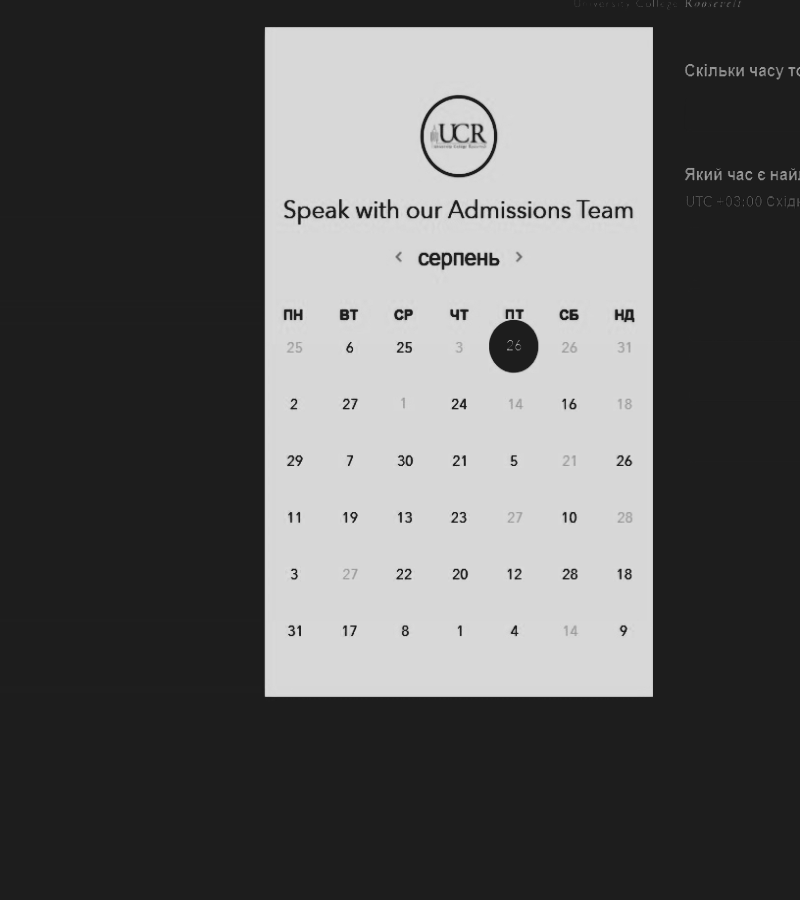 University College Roosevelt
Скільки часу то
UCR
University College Roosevelt
Який час є най
UTC +03:00 Східн
Speak with our Admissions Team
серпень
ПН ВТ СР ЧТ ПТ СБ НД
25 6 25 3 26 26 31
2 27 1 24 14 16 18
29 7 30 21 5 21 26
11 19 13 23 27 10 28
3 27 22 20 12 28 18
31 17 8 1 4 14 9